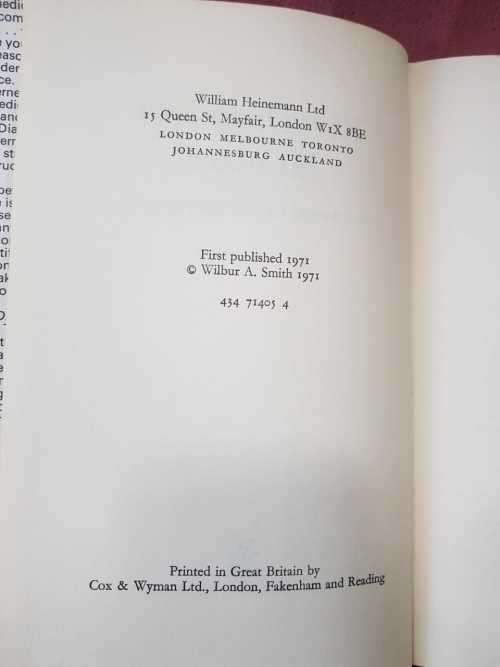 William Heinemann Ltd
15 Queen St, Mayfair, London W1X 8BE
LONDON MELBOURNE TORONTO
JOHANNESBURG AUCKLAND
First published 1971
© Wilbur A. Smith 1971
434 71405 4
Printed in Great Britain by
Cox & Wyman Ltd., London, Fakenham and Reading